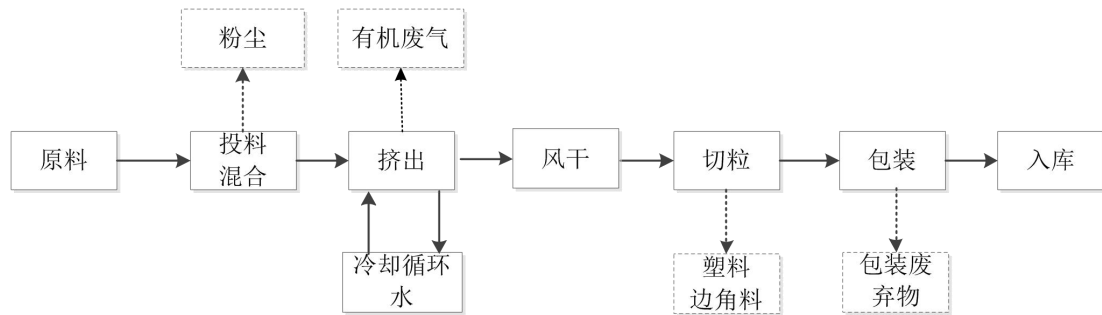 粉尘
有机废气
原料
投料
混合
挤出
风干
切粒
包装
入库
冷却循环
水
塑料
边角料
包装废
弃物